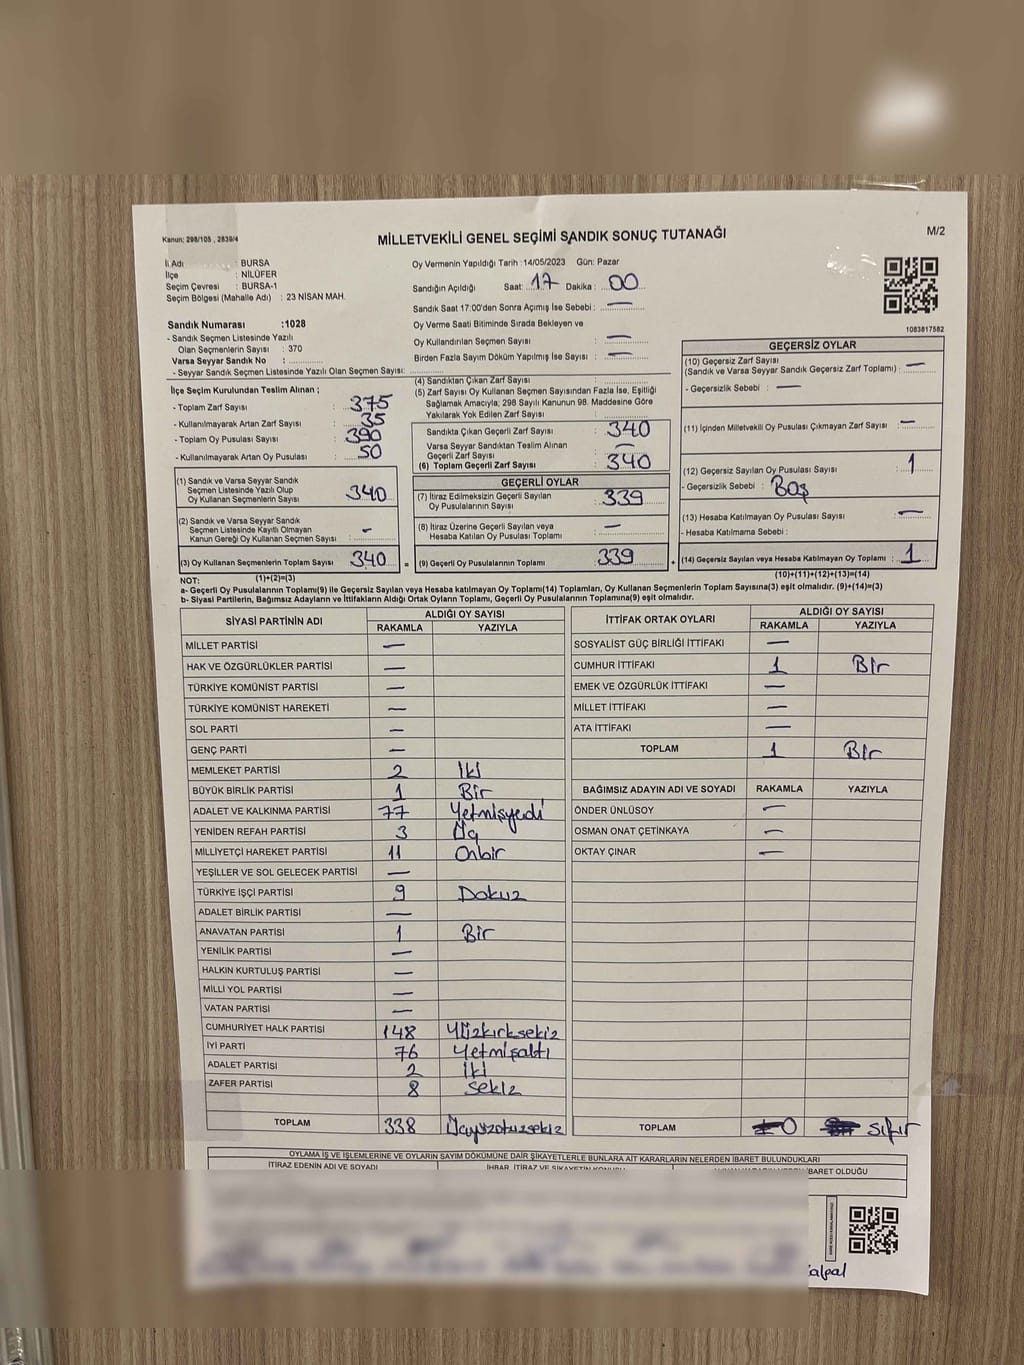 Kanun; 298/105 , 2839/4
MİLLETVEKİLİ GENEL SEÇİMİ SANDIK SONUÇ TUTANAĞI
M/2
İl Adı : BURSA
İlçe : NİLÜFER
Seçim Çevresi : BURSA-1
Seçim Bölgesi (Mahalle Adı) : 23 NİSAN MAH.
Oy Vermenin Yapıldığı Tarih :14/05/2023 Gün: Pazar
Sandığın Açıldığı Saat: 17 Dakika : 00
Sandık Saat 17:00'den Sonra Açımış İse Sebebi : —
Oy Verme Saati Bitiminde Sırada Bekleyen ve
Oy Kullandırılan Seçmen Sayısı : —
Birden Fazla Sayım Döküm Yapılmış İse Sayısı : —
1083817582
Sandık Numarası :1028
- Sandık Seçmen Listesinde Yazılı
Olan Seçmenlerin Sayısı : 370
Varsa Seyyar Sandık No :
- Seyyar Sandık Seçmen Listesinde Yazılı Olan Seçmen Sayısı:
İlçe Seçim Kurulundan Teslim Alınan ;
- Toplam Zarf Sayısı : 375
- Kullanılmayarak Artan Zarf Sayısı : 35
- Toplam Oy Pusulası Sayısı : 390
- Kullanılmayarak Artan Oy Pusulası : 50
(1) Sandık ve Varsa Seyyar Sandık
Seçmen Listesinde Yazılı Olup
Oy Kullanan Seçmenlerin Sayısı : 340
(2) Sandık ve Varsa Seyyar Sandık
Seçmen Listesinde Kayıtlı Olmayan
Kanun Gereği Oy Kullanan Seçmen Sayısı : -
(3) Oy Kullanan Seçmenlerin Toplam Sayısı : 340
(1)+(2)=(3)
(4) Sandıktan Çıkan Zarf Sayısı :
(5) Zarf Sayısı Oy Kullanan Seçmen Sayısından Fazla İse, Eşitliği
Sağlamak Amacıyla; 298 Sayılı Kanunun 98. Maddesine Göre
Yakılarak Yok Edilen Zarf Sayısı :
Sandıkta Çıkan Geçerli Zarf Sayısı : 340
Varsa Seyyar Sandıktan Teslim Alınan
Geçerli Zarf Sayısı : —
(6) Toplam Geçerli Zarf Sayısı : 340
GEÇERLİ OYLAR
(7) İtiraz Edilmeksizin Geçerli Sayılan
Oy Pusulalarının Sayısı : 339
(8) İtiraz Üzerine Geçerli Sayılan veya
Hesaba Katılan Oy Pusulası Toplamı : —
= (9) Geçerli Oy Pusulalarının Toplamı : 339
GEÇERSİZ OYLAR
(10) Geçersiz Zarf Sayısı
(Sandık ve Varsa Seyyar Sandık Geçersiz Zarf Toplamı) : —
- Geçersizlik Sebebi : —
(11) İçinden Milletvekili Oy Pusulası Çıkmayan Zarf Sayısı : —
(12) Geçersiz Sayılan Oy Pusulası Sayısı : 1
- Geçersizlik Sebebi : Boş
(13) Hesaba Katılmayan Oy Pusulası Sayısı : —
- Hesaba Katılmama Sebebi :
+ (14) Geçersiz Sayılan veya Hesaba Katılmayan Oy Toplamı : 1
(10)+(11)+(12)+(13)=(14)
NOT:
a- Geçerli Oy Pusulalarının Toplamı(9) ile Geçersiz Sayılan veya Hesaba katılmayan Oy Toplamı(14) Toplamları, Oy Kullanan Seçmenlerin Toplam Sayısına(3) eşit olmalıdır. (9)+(14)=(3)
b- Siyasi Partilerin, Bağımsız Adayların ve İttifakların Aldığı Ortak Oyların Toplamı, Geçerli Oy Pusulalarının Toplamına(9) eşit olmalıdır.
SİYASİ PARTİNİN ADI ALDIĞI OY SAYISI
RAKAMLA YAZIYLA
MİLLET PARTİSİ —
HAK VE ÖZGÜRLÜKLER PARTİSİ —
TÜRKİYE KOMÜNİST PARTİSİ —
TÜRKİYE KOMÜNİST HAREKETİ —
SOL PARTİ —
GENÇ PARTİ —
MEMLEKET PARTİSİ 2 İki
BÜYÜK BİRLİK PARTİSİ 1 Bir
ADALET VE KALKINMA PARTİSİ 77 Yetmişyedi
YENİDEN REFAH PARTİSİ 3 Üç
MİLLİYETÇİ HAREKET PARTİSİ 11 Onbir
YEŞİLLER VE SOL GELECEK PARTİSİ —
TÜRKİYE İŞÇİ PARTİSİ 9 Dokuz
ADALET BİRLİK PARTİSİ —
ANAVATAN PARTİSİ 1 Bir
YENİLİK PARTİSİ —
HALKIN KURTULUŞ PARTİSİ —
MİLLİ YOL PARTİSİ —
VATAN PARTİSİ —
CUMHURİYET HALK PARTİSİ 148 Yüzkırksekiz
İYİ PARTİ 76 Yetmişaltı
ADALET PARTİSİ 2 İki
ZAFER PARTİSİ 8 Sekiz
TOPLAM 338 Üçyüzotuzsekiz
İTTİFAK ORTAK OYLARI ALDIĞI OY SAYISI
RAKAMLA YAZIYLA
SOSYALİST GÜÇ BİRLİĞİ İTTİFAKI —
CUMHUR İTTİFAKI 1 Bir
EMEK VE ÖZGÜRLÜK İTTİFAKI —
MİLLET İTTİFAKI —
ATA İTTİFAKI —
TOPLAM 1 Bir
BAĞIMSIZ ADAYIN ADI VE SOYADI RAKAMLA YAZIYLA
ÖNDER ÜNLÜSOY —
OSMAN ONAT ÇETİNKAYA —
OKTAY ÇINAR —
TOPLAM 0 Sıfır
OYLAMA İŞ VE İŞLEMLERİNE VE OYLARIN SAYIM DÖKÜMÜNE DAİR ŞİKAYETLERLE BUNLARA AİT KARARLARIN NELERDEN İBARET BULUNDUKLARI
İTİRAZ EDENİN ADI VE SOYADI İHBAR, İTİRAZ VE ŞİKAYETİN KONUSU İBARET OLDUĞU